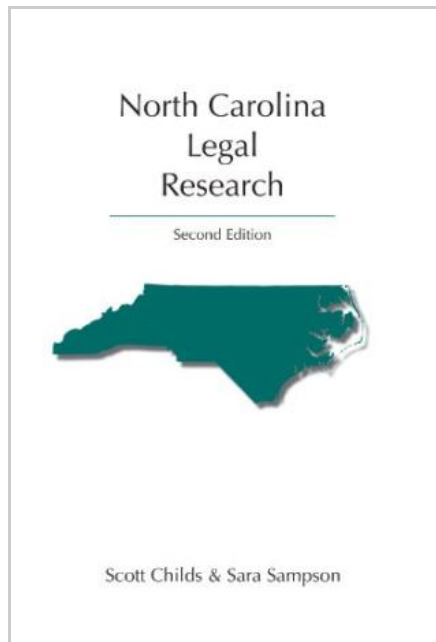 North Carolina
Legal
Research
Second Edition
Scott Childs & Sara Sampson